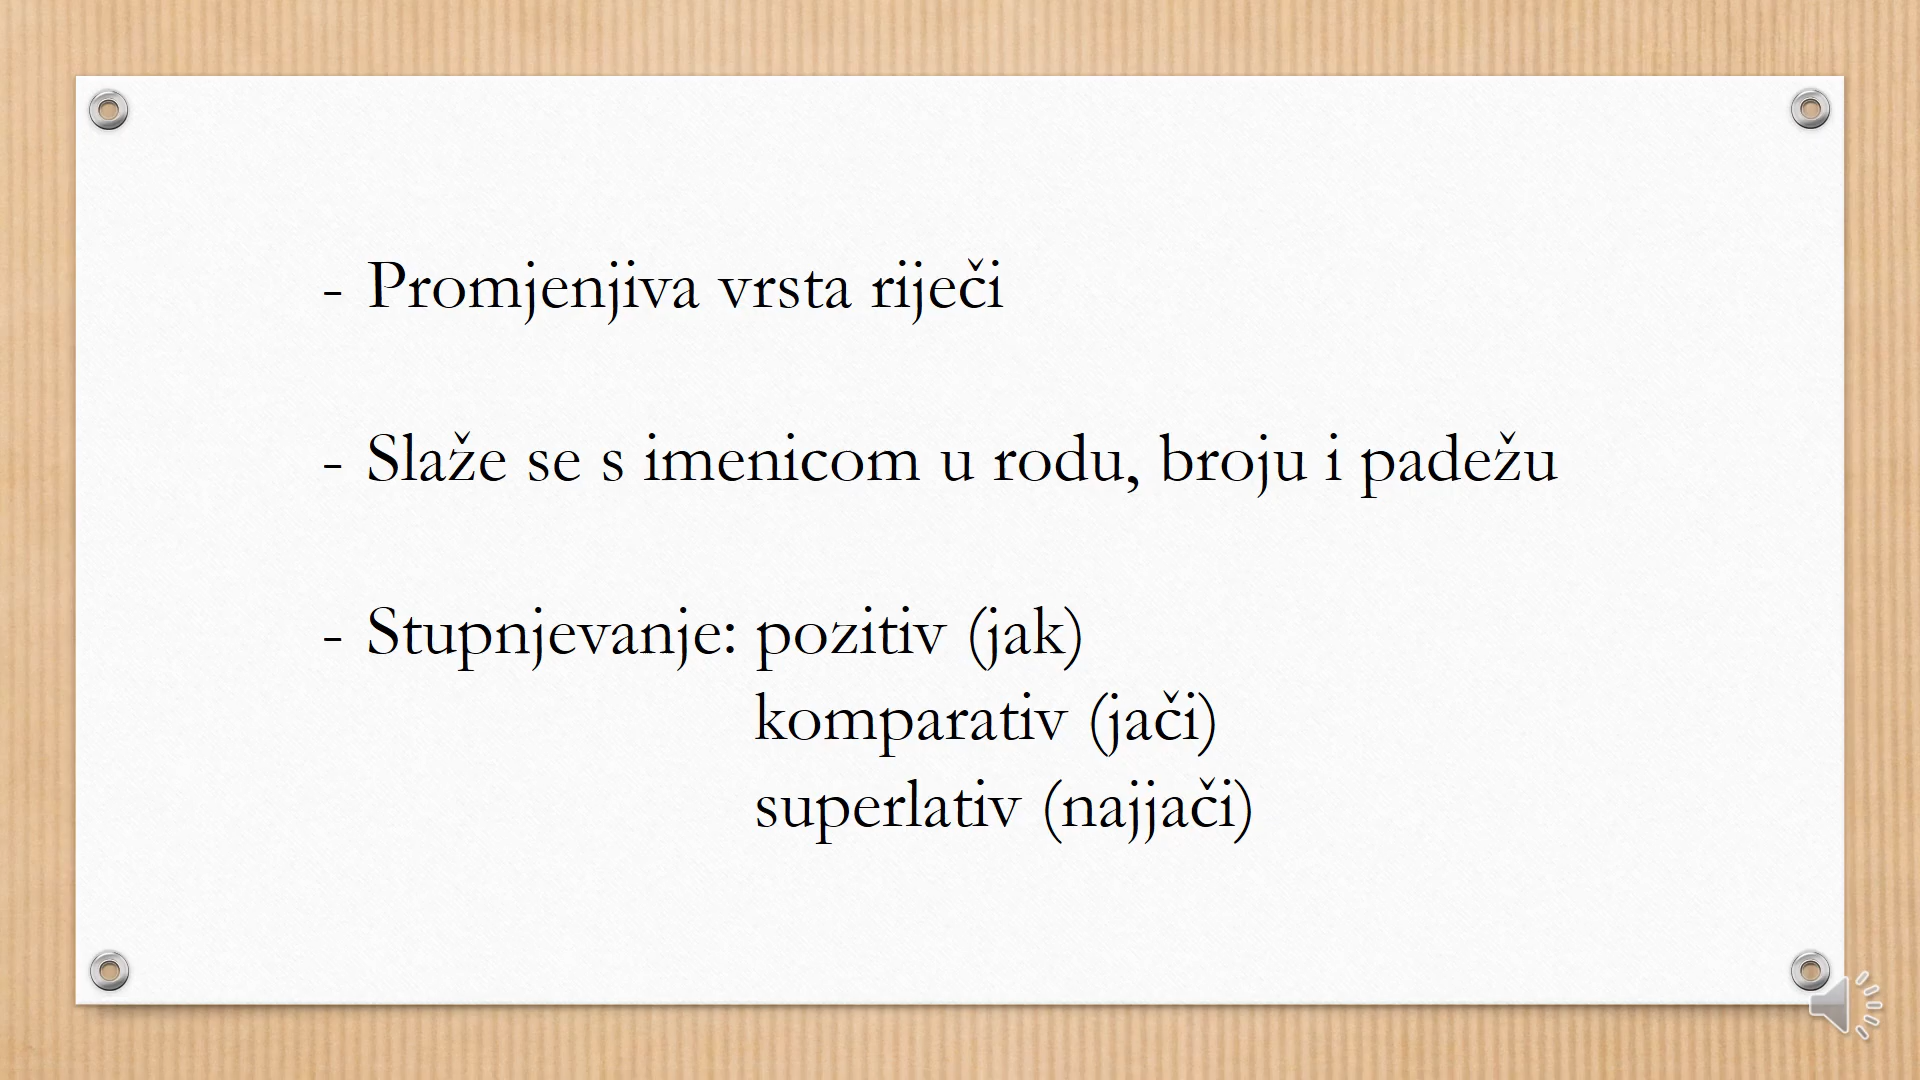 - Promjenjiva vrsta riječi
- Slaže se s imenicom u rodu, broju i padežu
- Stupnjevanje: pozitiv (jak)
komparativ (jači)
superlativ (najjači)